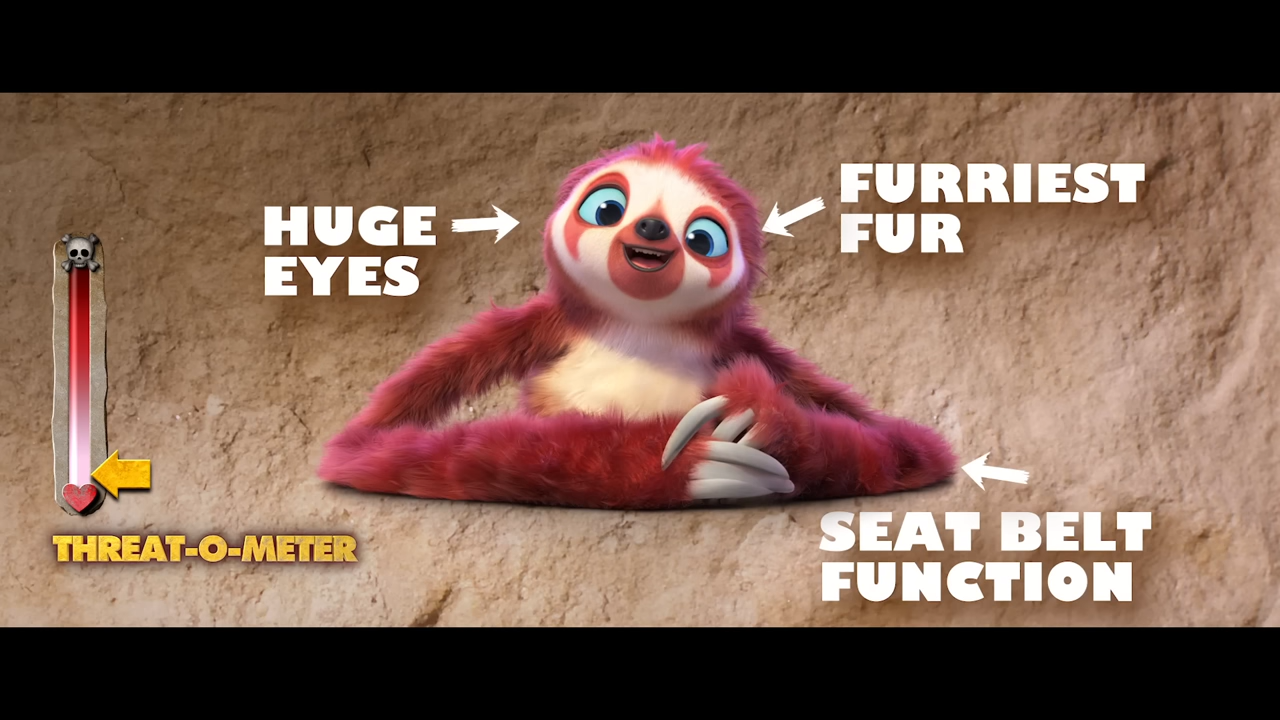 HUGE
EYES
FURRIEST
FUR
THREAT-O-METER
SEAT BELT
FUNCTION